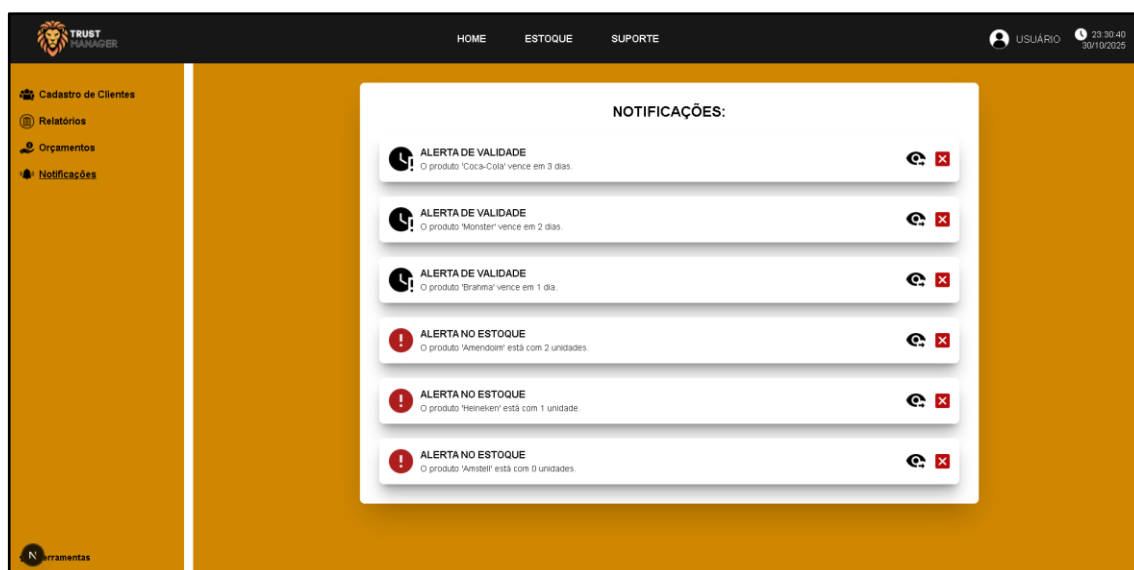 TRUST
MANAGER
HOME
ESTOQUE
SUPORTE
USUÁRIO
23:30:40
30/10/2025
Cadastro de Clientes
Relatórios
Orçamentos
Notificações
NOTIFICAÇÕES:
ALERTA DE VALIDADE
O produto 'Coca-Cola' vence em 3 dias.
ALERTA DE VALIDADE
O produto 'Monster' vence em 2 dias.
ALERTA DE VALIDADE
O produto 'Brahma' vence em 1 dia.
ALERTA NO ESTOQUE
O produto 'Amendoim' está com 2 unidades.
ALERTA NO ESTOQUE
O produto 'Heineken' está com 1 unidade.
ALERTA NO ESTOQUE
O produto 'Amstell' está com 0 unidades.
N
erramentas